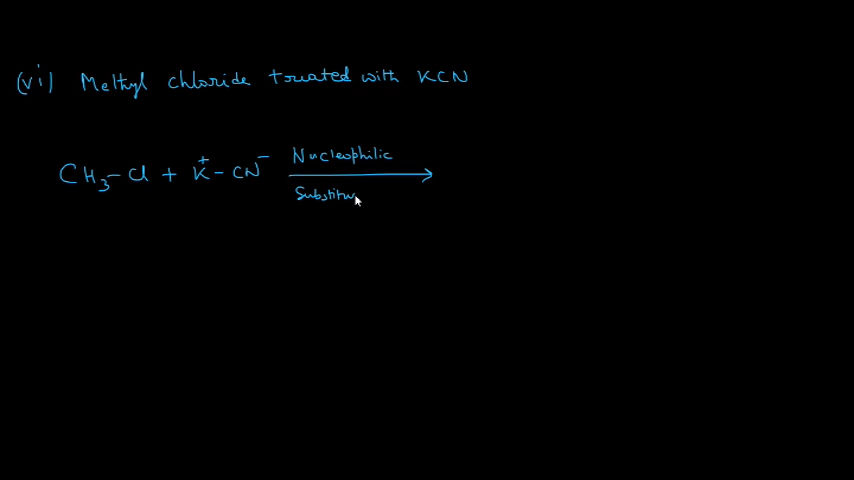 (vi) Methyl chloride treated with KCN
CH₃-Cl + K⁺-CN⁻ Nucleophilic
Substitu